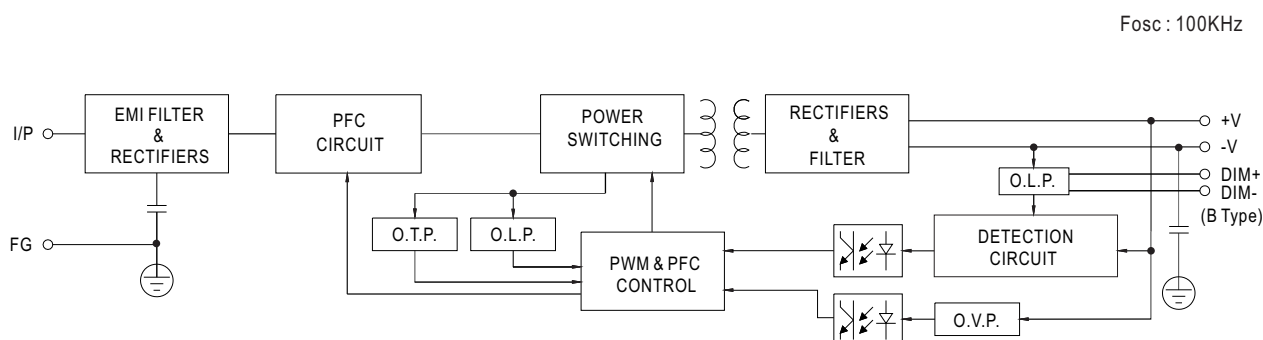 Fosc : 100KHz
I/P
EMI FILTER
&
RECTIFIERS
PFC
CIRCUIT
POWER
SWITCHING
RECTIFIERS
&
FILTER
+V
-V
O.L.P.
DIM+
DIM-
(B Type)
FG
O.T.P.
O.L.P.
PWM & PFC
CONTROL
DETECTION
CIRCUIT
O.V.P.